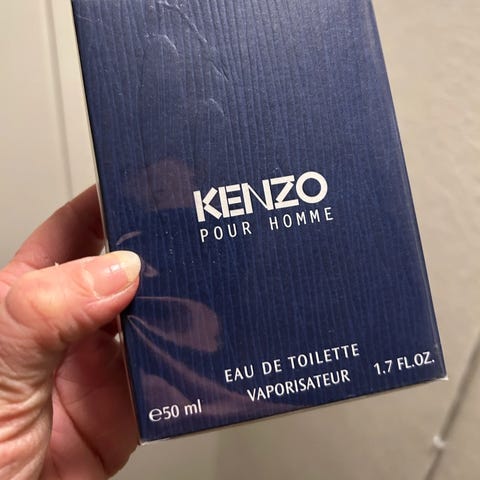 KENZO
POUR HOMME
EAU DE TOILETTE
VAPORISATEUR
1.7 FL.OZ.
℮50 ml